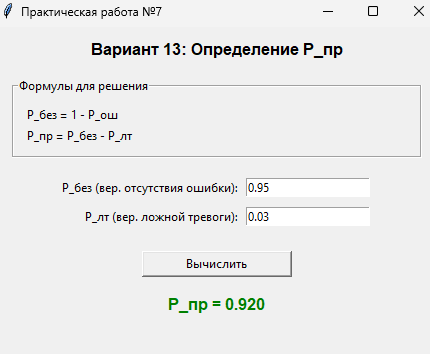 Практическая работа №7
Вариант 13: Определение P_пр
Формулы для решения
P_без = 1 - P_ош
P_пр = P_без - P_лт
P_без (вер. отсутствия ошибки): 0.95
P_лт (вер. ложной тревоги): 0.03
Вычислить
P_пр = 0.920